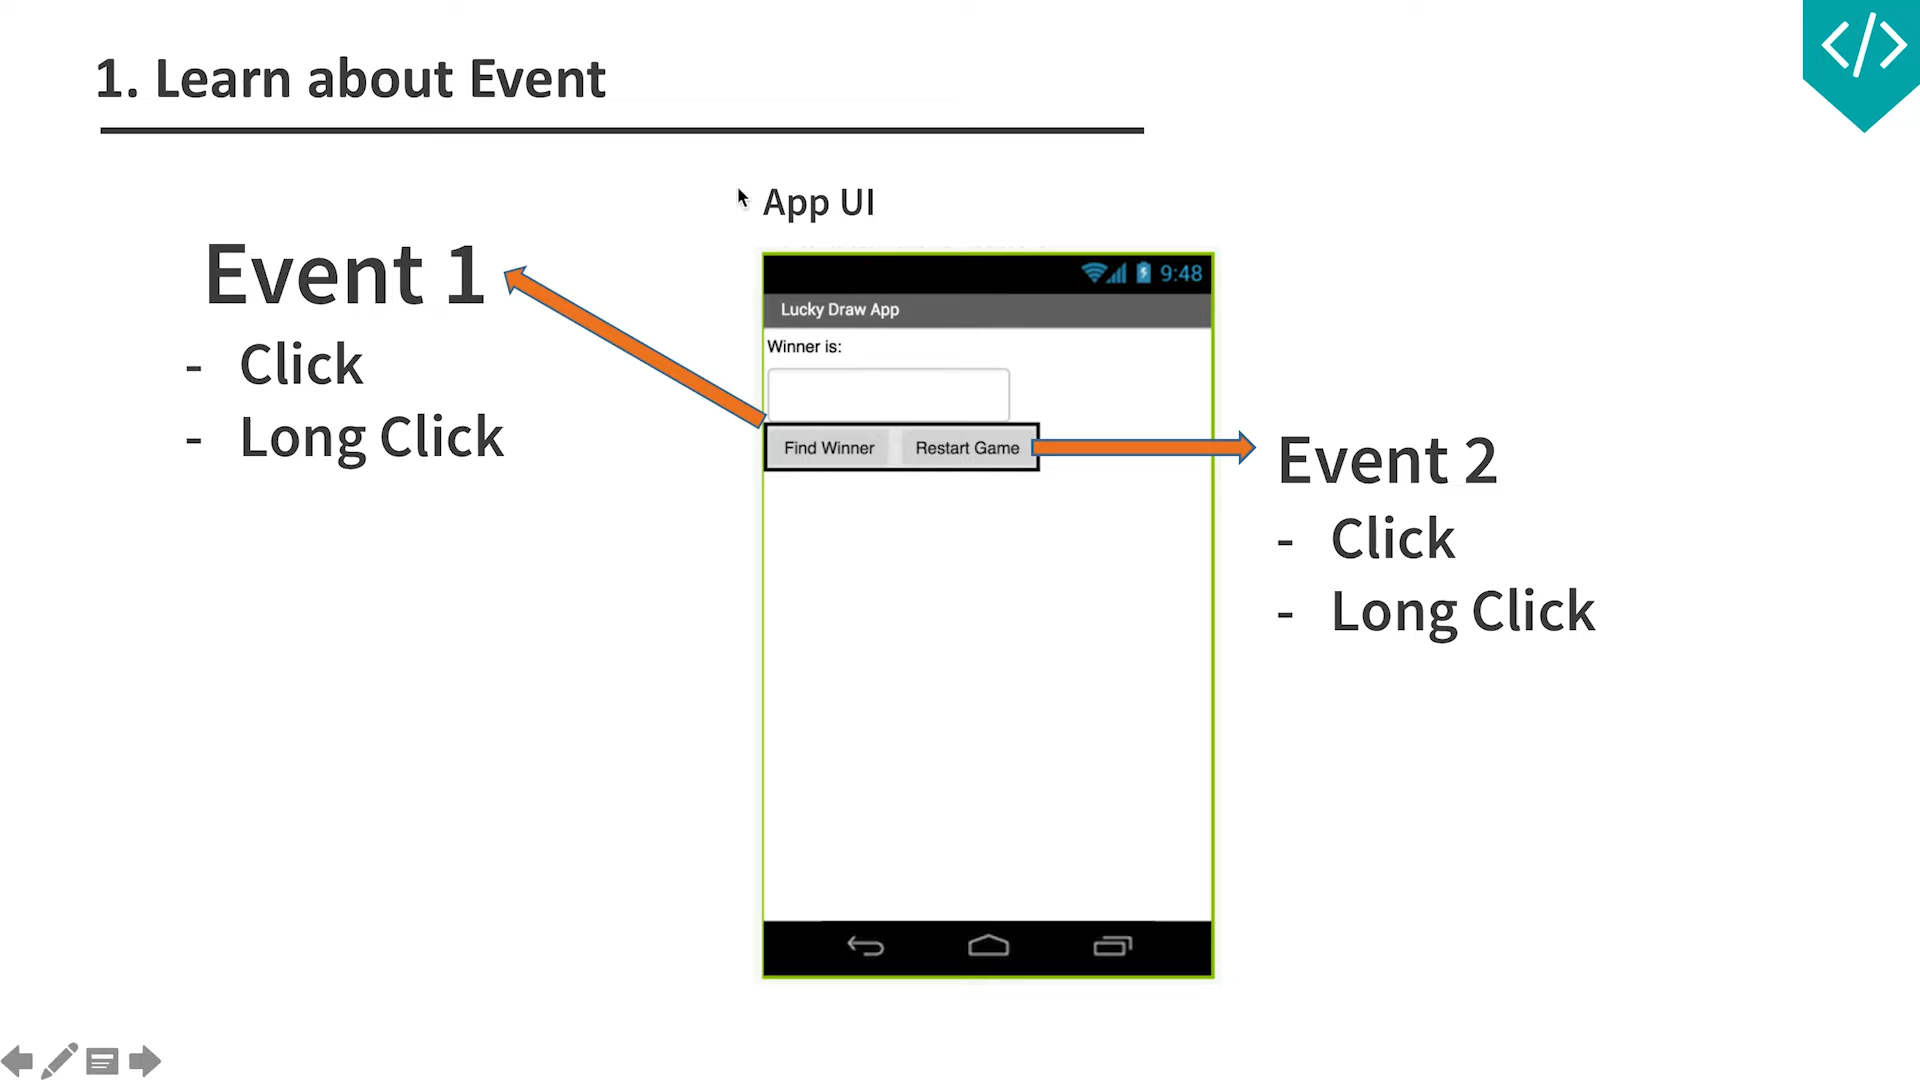 1. Learn about Event
App UI
Event 1
- Click
- Long Click
9:48
Lucky Draw App
Winner is:
Find Winner Restart Game
Event 2
- Click
- Long Click